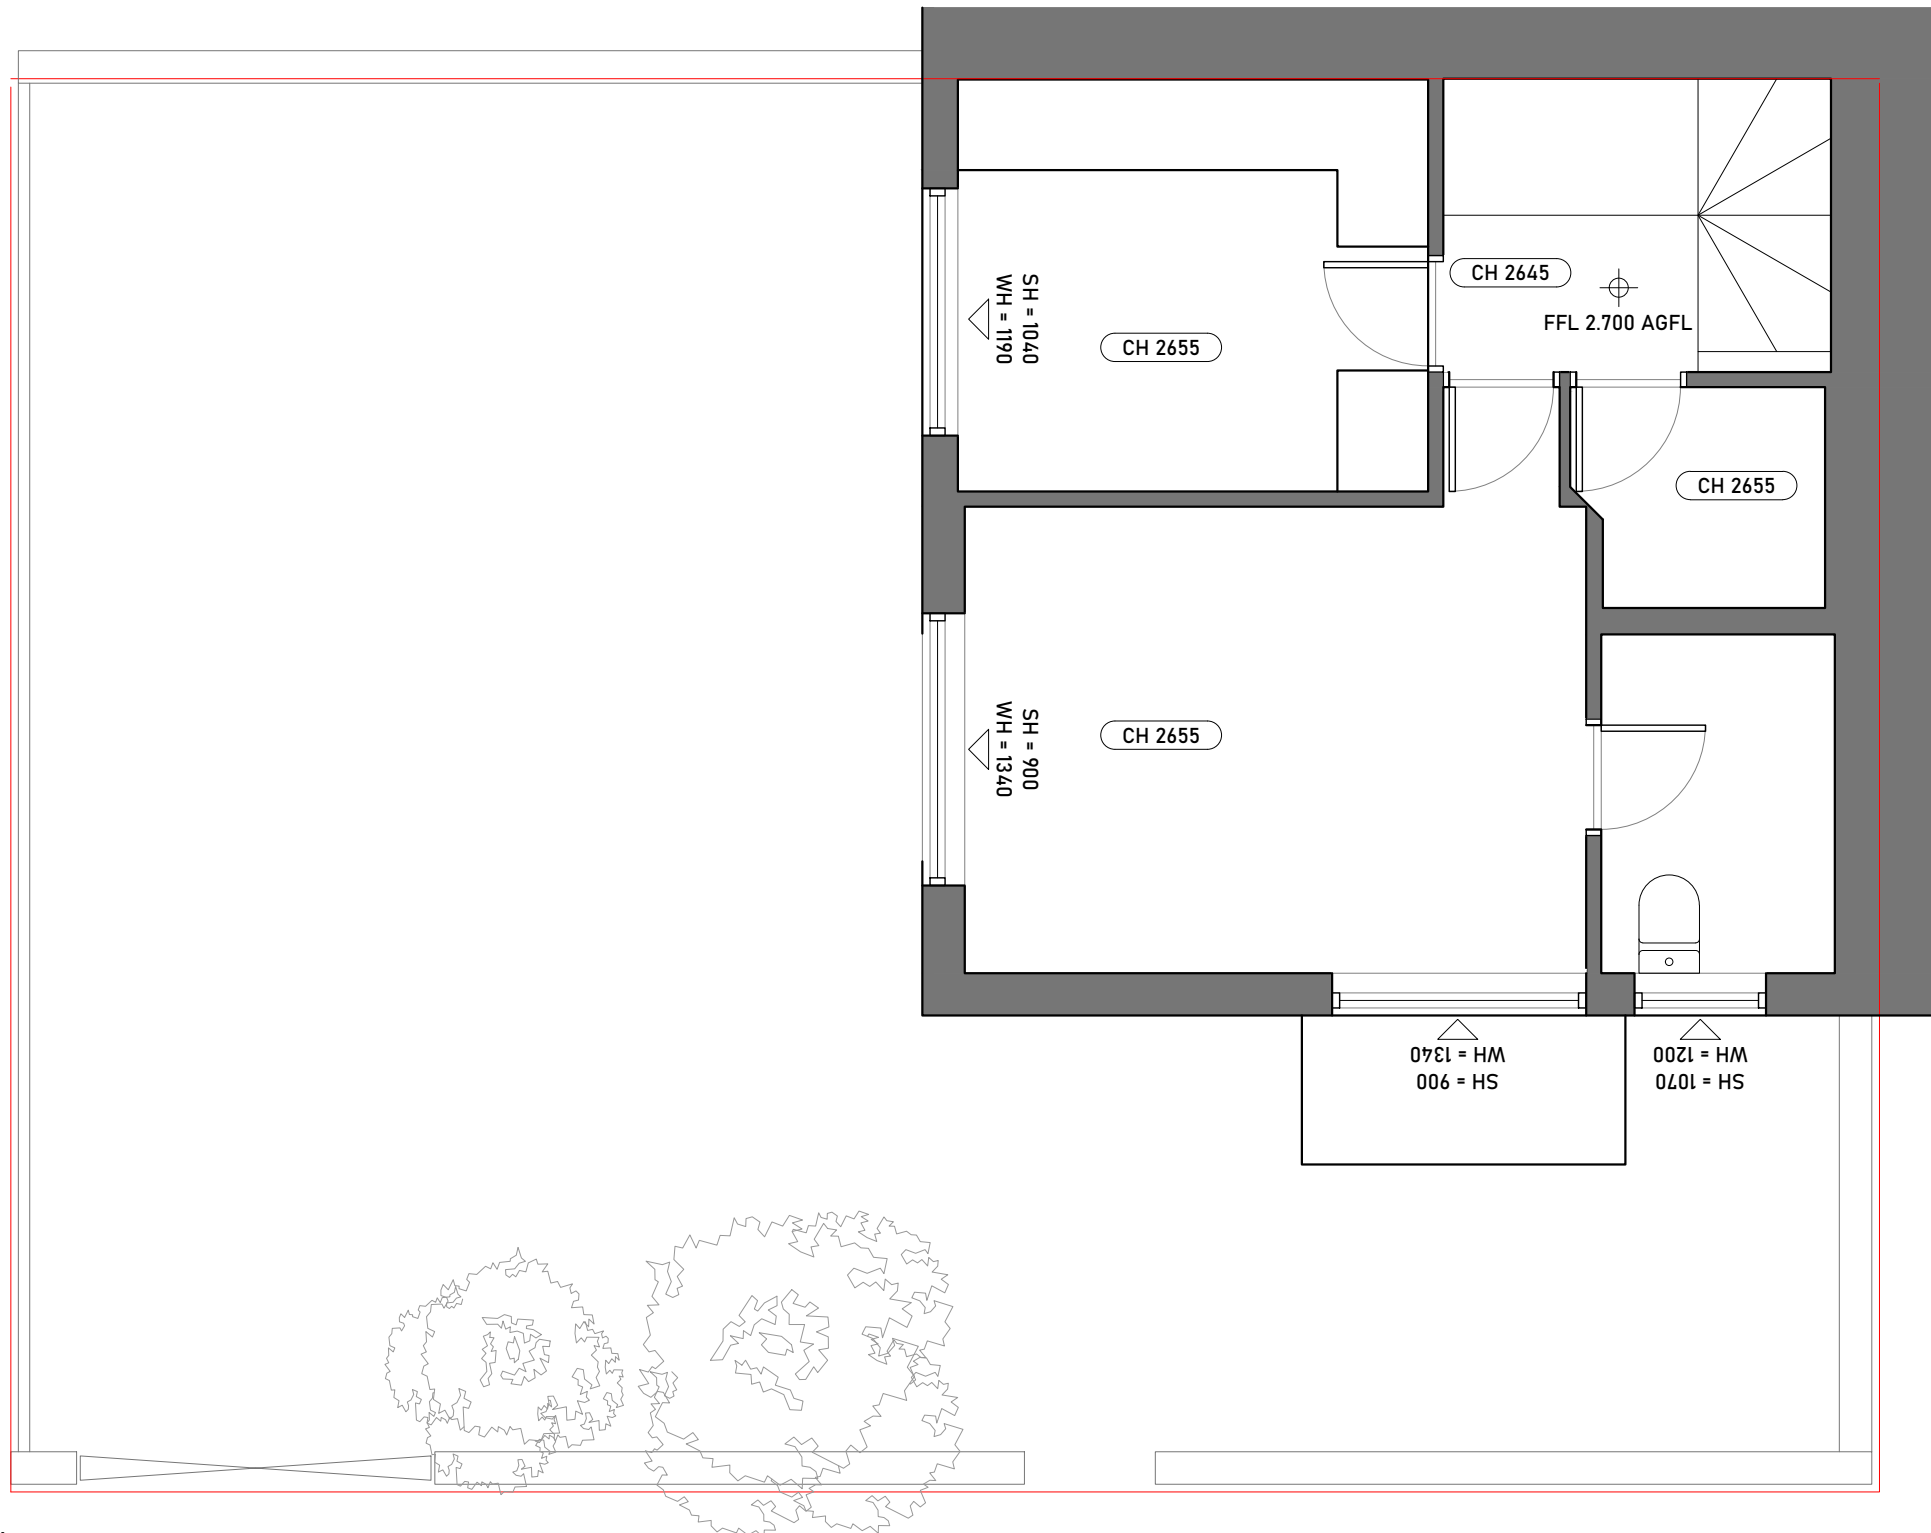 CH 2645
SH = 1040
WH = 1190
FFL 2.700 AGFL
CH 2655
CH 2655
SH = 900
WH = 1340
CH 2655
WH = 1340
SH = 900
WH = 1200
SH = 1070